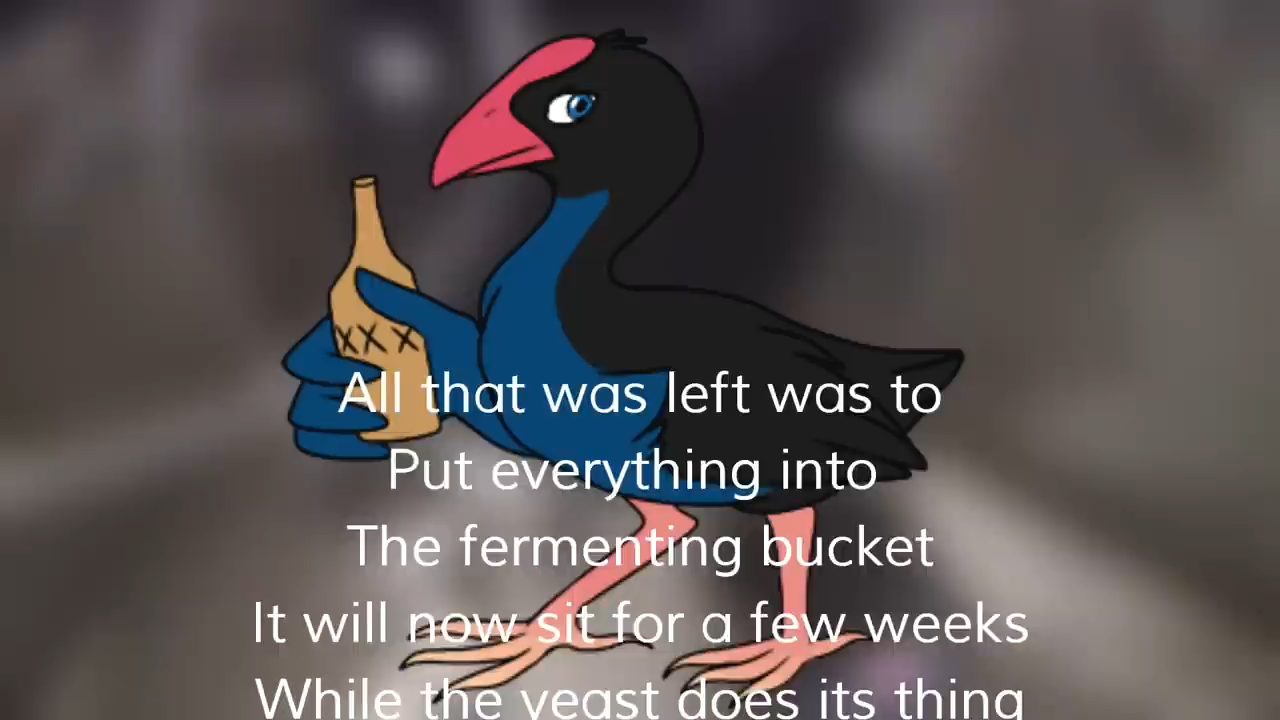 XXX
All that was left was to
Put everything into
The fermenting bucket
It will now sit for a few weeks
While the yeast does its thing